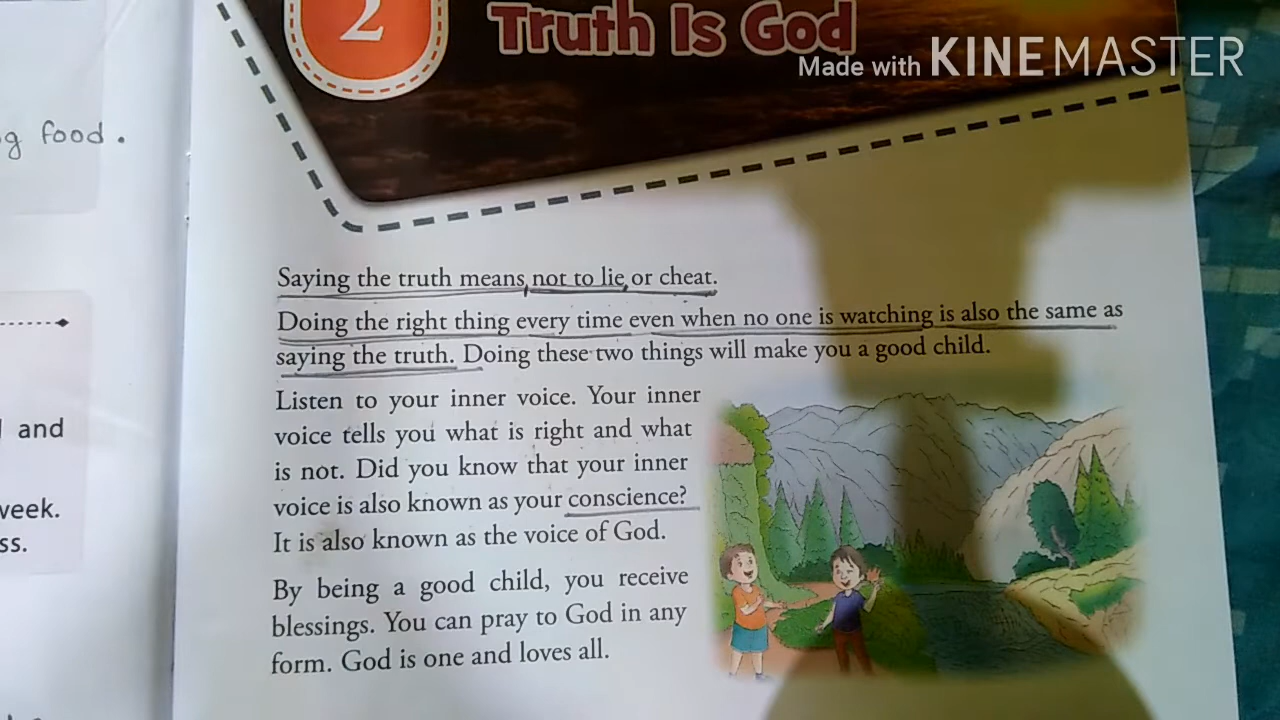 2
Truth Is God
Made with KINEMASTER
g food.
Saying the truth means not to lie or cheat.
Doing the right thing every time even when no one is watching is also the same as
saying the truth. Doing these two things will make you a good child.
Listen to your inner voice. Your inner
voice tells you what is right and what
is not. Did you know that your inner
voice is also known as your conscience?
It is also known as the voice of God.
By being a good child, you receive
blessings. You can pray to God in any
form. God is one and loves all.
and
week.
ss.